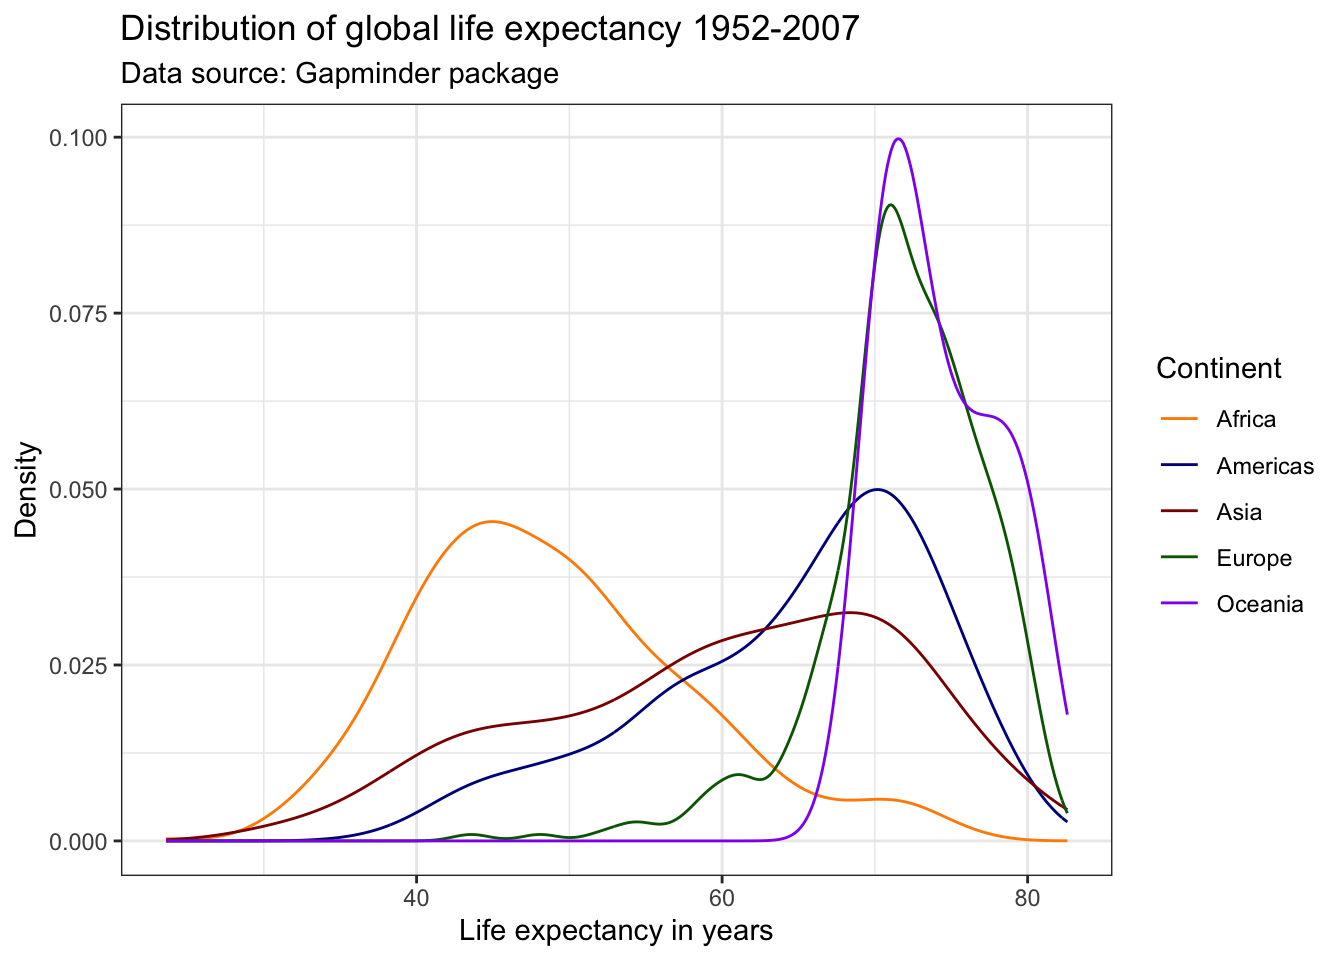 Distribution of global life expectancy 1952-2007
Data source: Gapminder package
0.100
0.075
0.050
0.025
0.000
Density
40 60 80
Life expectancy in years
Continent
Africa
Americas
Asia
Europe
Oceania